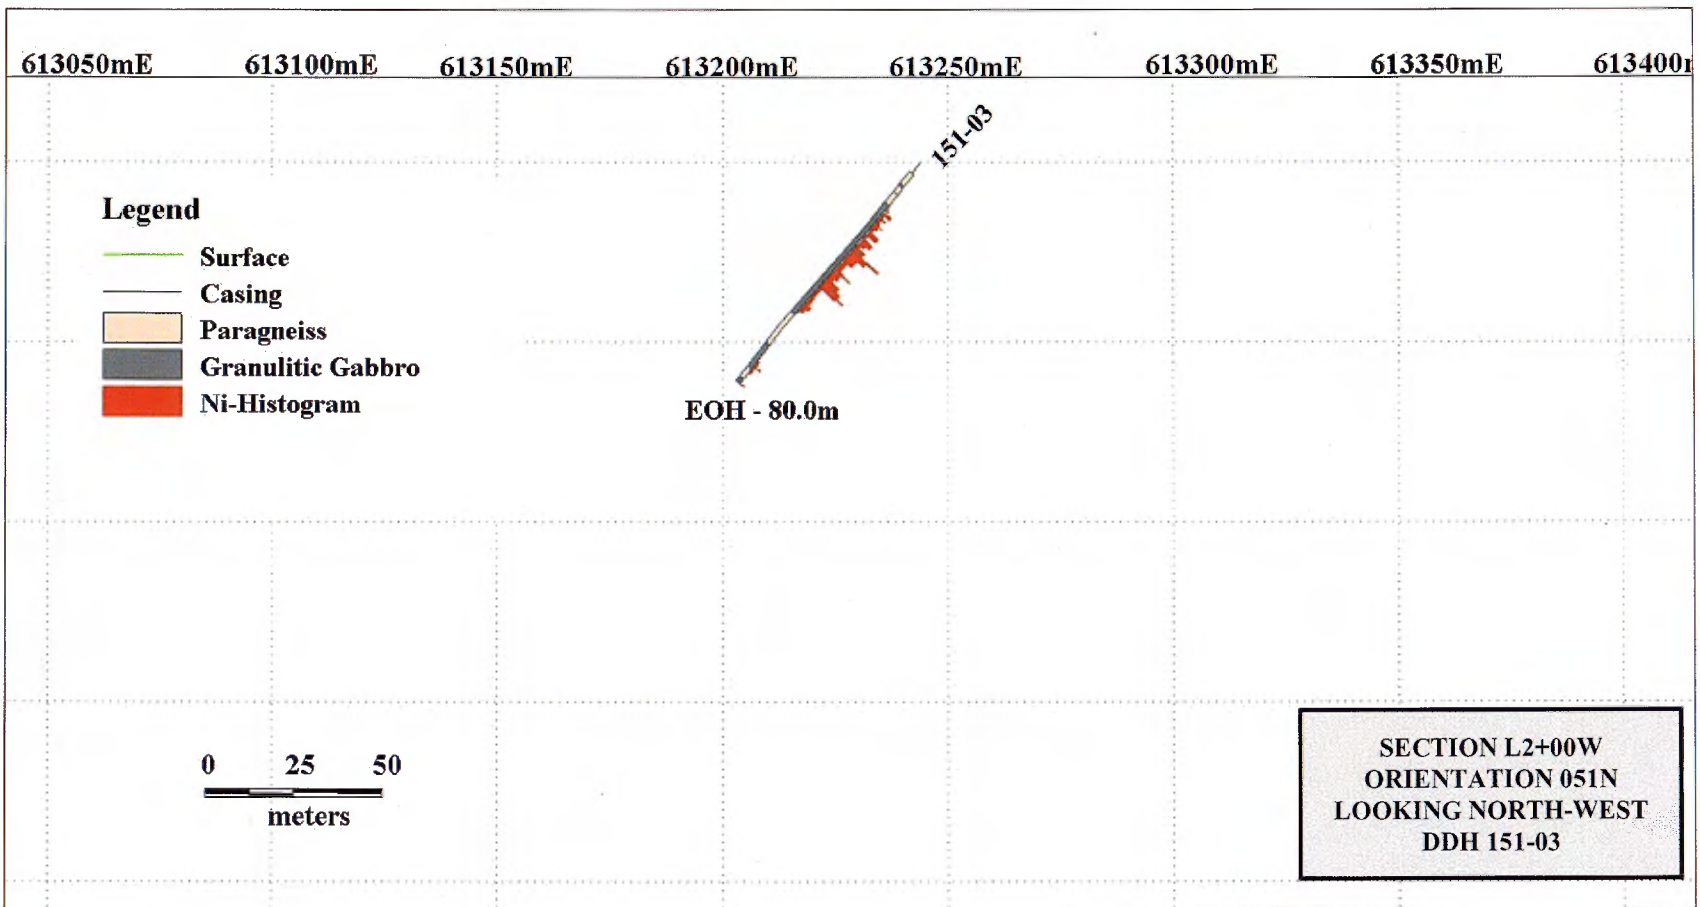 613050mE 613100mE 613150mE 613200mE 613250mE 613300mE 613350mE 613400m
151-03
Legend
Surface
Casing
Paragneiss
Granulitic Gabbro
Ni-Histogram
EOH - 80.0m
0 25 50
meters
SECTION L2+00W
ORIENTATION 051N
LOOKING NORTH-WEST
DDH 151-03